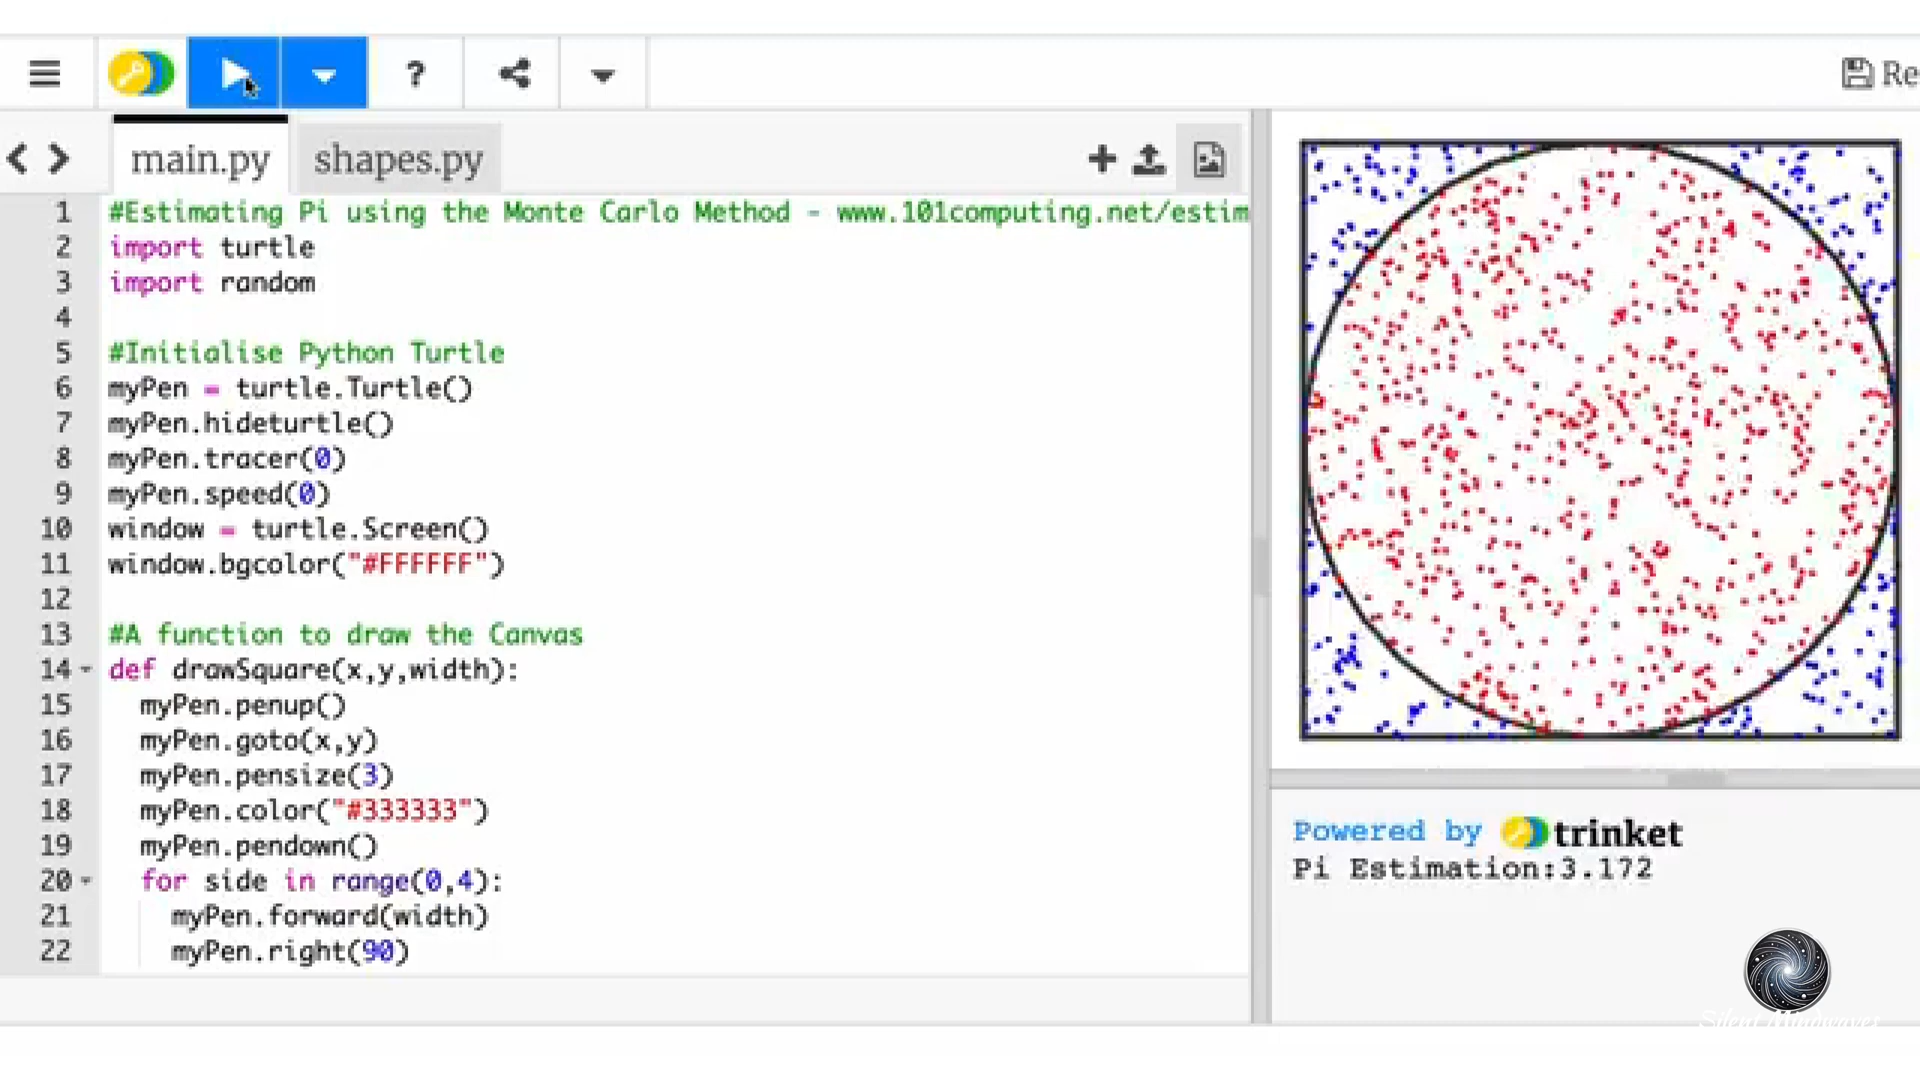 ?
Re
main.py
shapes.py
1 #Estimating Pi using the Monte Carlo Method - www.101computing.net/estim
2 import turtle
3 import random
4
5 #Initialise Python Turtle
6 myPen = turtle.Turtle()
7 myPen.hideturtle()
8 myPen.tracer(0)
9 myPen.speed(0)
10 window = turtle.Screen()
11 window.bgcolor("#FFFFFF")
12
13 #A function to draw the Canvas
14 def drawSquare(x,y,width):
15 myPen.penup()
16 myPen.goto(x,y)
17 myPen.pensize(3)
18 myPen.color("#333333")
19 myPen.pendown()
20 for side in range(0,4):
21 myPen.forward(width)
22 myPen.right(90)
Powered by trinket
Pi Estimation:3.172
Silent Mindwaves